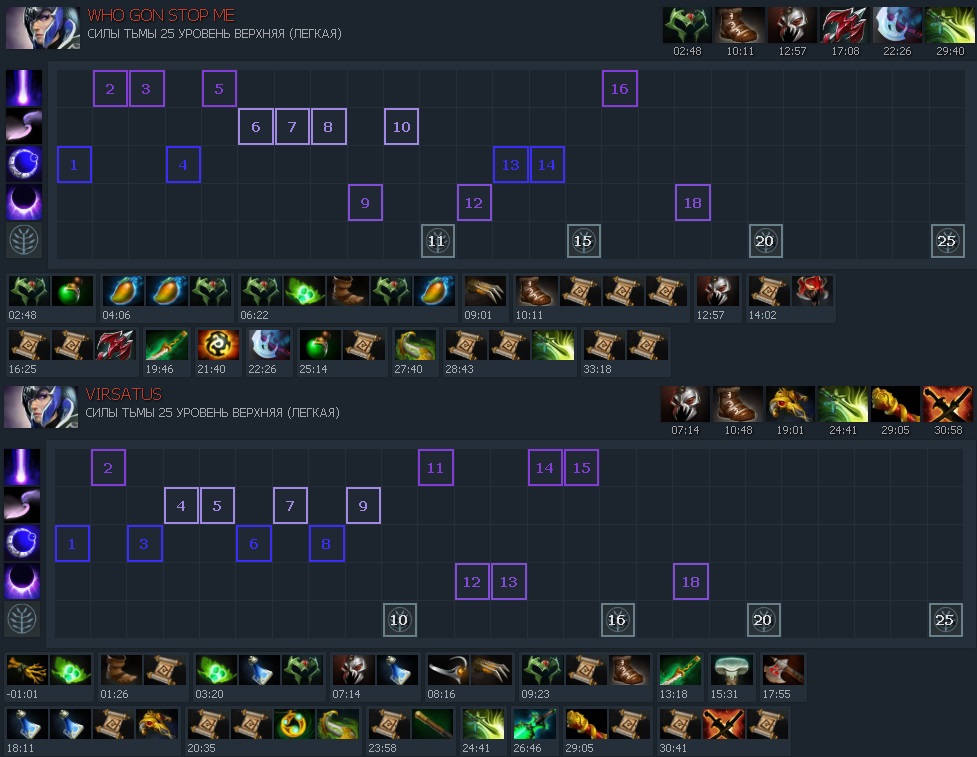 WHO GON STOP ME
СИЛЫ ТЬМЫ 25 УРОВЕНЬ ВЕРХНЯЯ (ЛЕГКАЯ)
02:48 10:11 12:57 17:08 22:26 29:40
2 3 5 16
6 7 8 10
1 4 13 14
9 12 18
11 15 20 25
02:48 04:06 06:22 09:01 10:11 12:57 14:02
16:25 19:46 21:40 22:26 25:14 27:40 28:43 33:18
VIRSATUS
СИЛЫ ТЬМЫ 25 УРОВЕНЬ ВЕРХНЯЯ (ЛЕГКАЯ)
07:14 10:48 19:01 24:41 29:05 30:58
2 11 14 15
4 5 7 9
1 3 6 8
12 13 18
10 16 20 25
-01:01 01:26 03:20 07:14 08:16 09:23 13:18 15:31 17:55
18:11 20:35 23:58 24:41 26:46 29:05 30:41